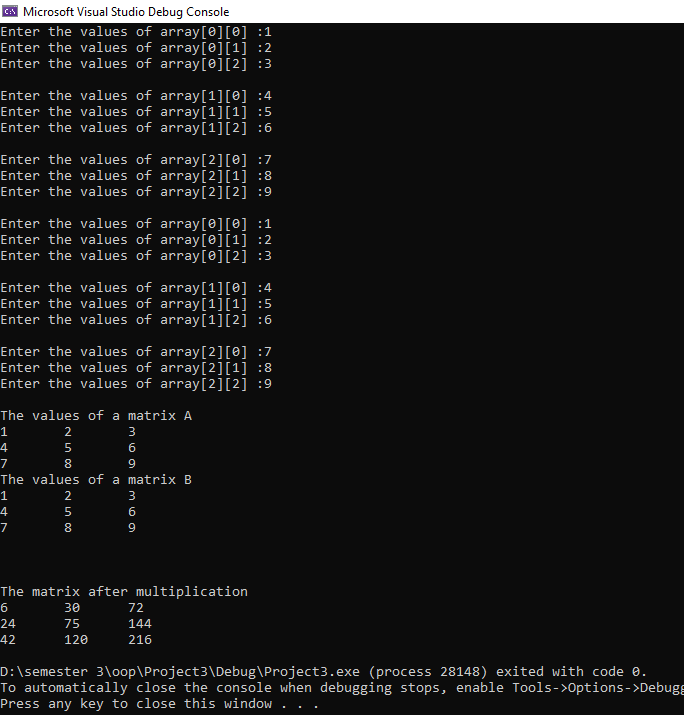 C:\ Microsoft Visual Studio Debug Console
Enter the values of array[0][0] :1
Enter the values of array[0][1] :2
Enter the values of array[0][2] :3

Enter the values of array[1][0] :4
Enter the values of array[1][1] :5
Enter the values of array[1][2] :6

Enter the values of array[2][0] :7
Enter the values of array[2][1] :8
Enter the values of array[2][2] :9

Enter the values of array[0][0] :1
Enter the values of array[0][1] :2
Enter the values of array[0][2] :3

Enter the values of array[1][0] :4
Enter the values of array[1][1] :5
Enter the values of array[1][2] :6

Enter the values of array[2][0] :7
Enter the values of array[2][1] :8
Enter the values of array[2][2] :9

The values of a matrix A
1       2       3
4       5       6
7       8       9
The values of a matrix B
1       2       3
4       5       6
7       8       9

The matrix after multiplication
6       30      72
24      75      144
42      120     216

D:\semester 3\oop\Project3\Debug\Project3.exe (process 28148) exited with code 0.
To automatically close the console when debugging stops, enable Tools->Options->Debugg
Press any key to close this window . . .